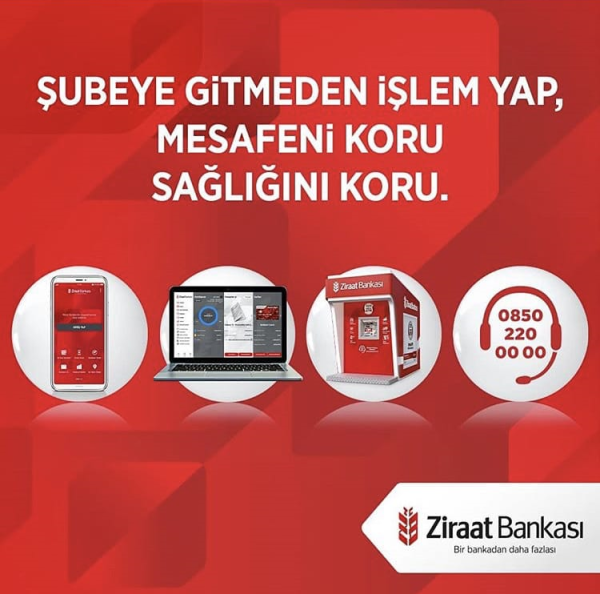 ŞUBEYE GİTMEDEN İŞLEM YAP,
MESAFENİ KORU
SAĞLIĞINI KORU.
Ziraat Bankası
0850
220
00 00
Ziraat Bankası
Bir bankadan daha fazlası